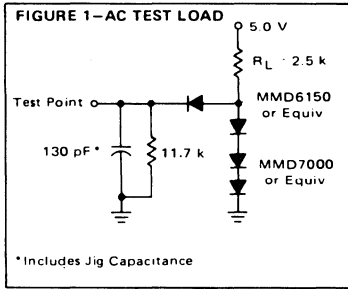 FIGURE 1–AC TEST LOAD
5.0 V
RL · 2.5 k
Test Point
MMD6150
or Equiv
130 pF*
11.7 k
MMD7000
or Equiv
*Includes Jig Capacitance